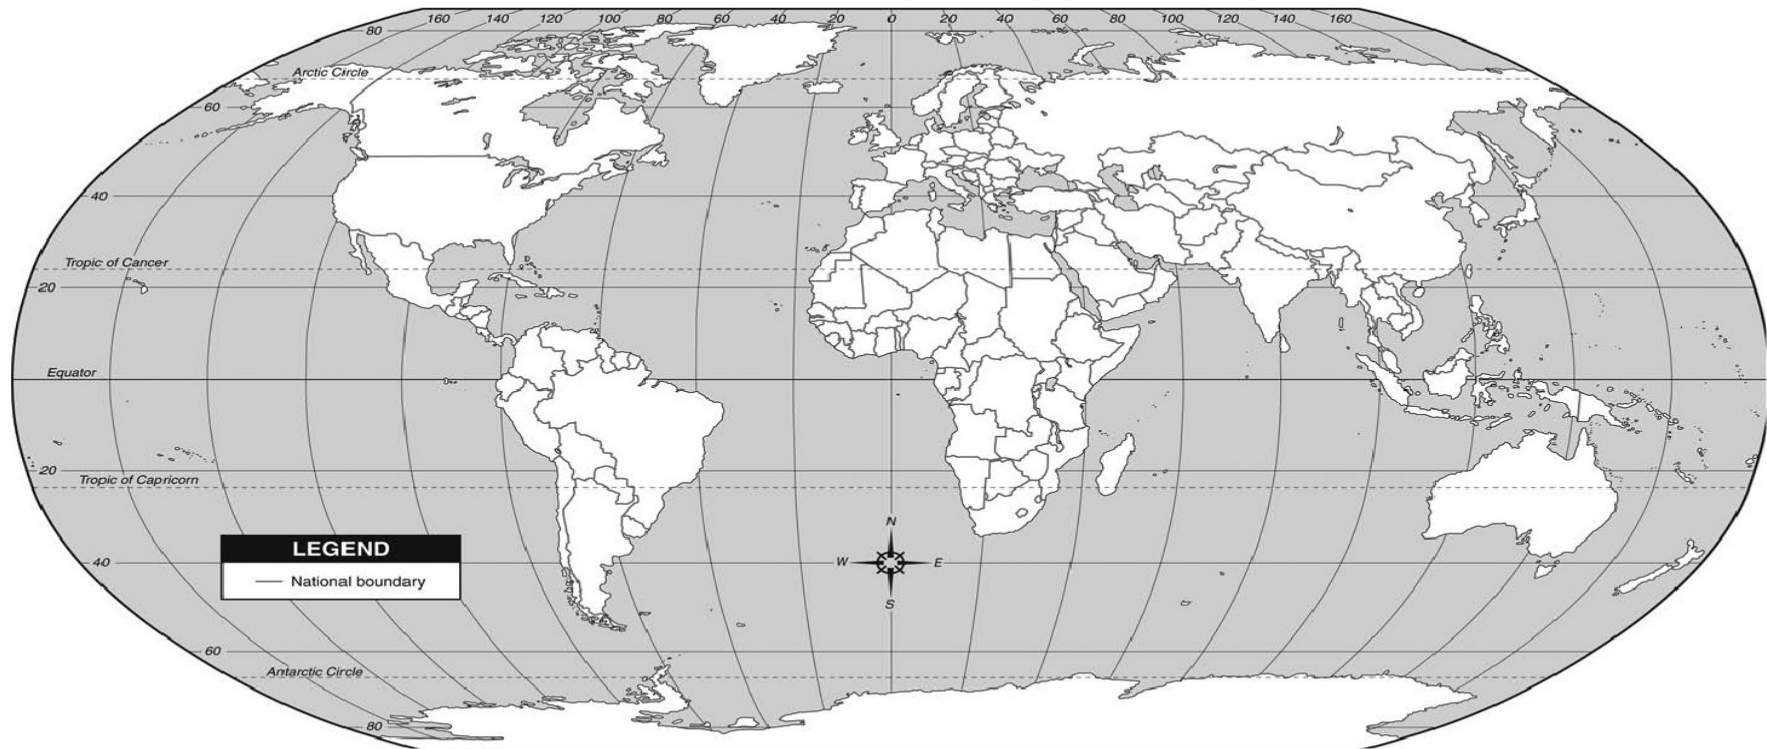 160 140 120 100 80 60 40 20 0 20 40 60 80 100 120 140 160
80
Arctic Circle
60
40
Tropic of Cancer
20
Equator
20
Tropic of Capricorn
N
W E
S
LEGEND
National boundary
40
60
Antarctic Circle
80